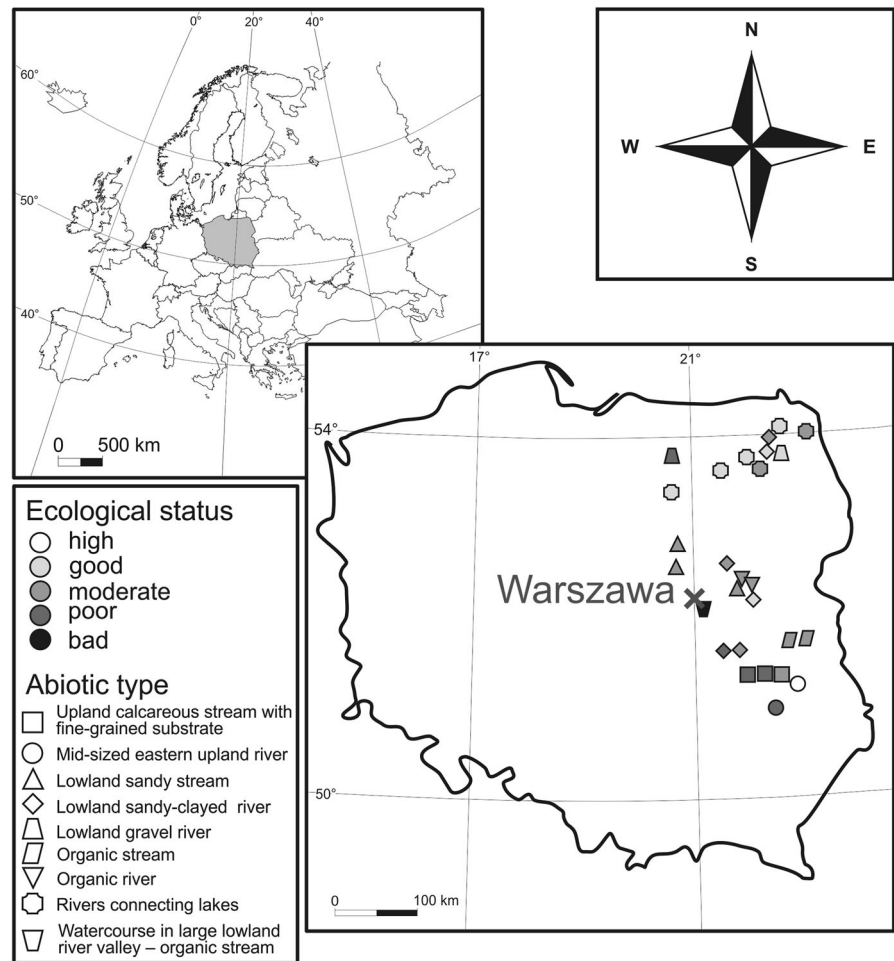 0° 20° 40°
60°
50°
40°
0 500 km
N
W E
S
17° 21°
54°
Warszawa
50°
0 100 km
Ecological status
high
good
moderate
poor
bad
Abiotic type
Upland calcareous stream with
fine-grained substrate
Mid-sized eastern upland river
Lowland sandy stream
Lowland sandy-clayed river
Lowland gravel river
Organic stream
Organic river
Rivers connecting lakes
Watercourse in large lowland
river valley – organic stream